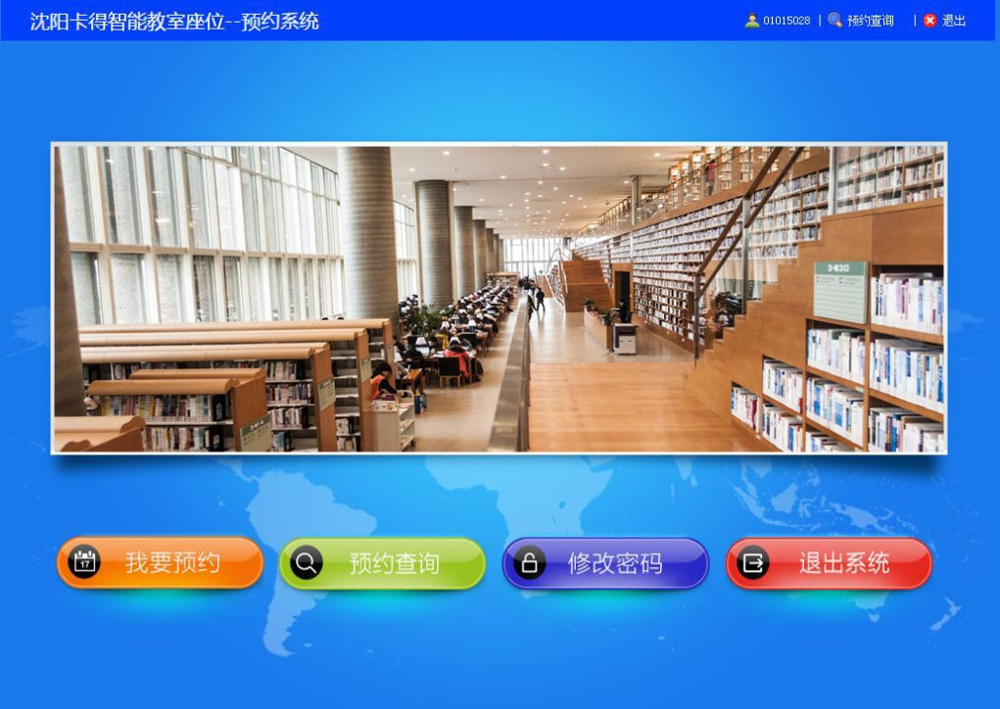 沈阳卡得智能教室座位--预约系统
01015028 | 预约查询 | 退出
17
我要预约
预约查询
修改密码
退出系统